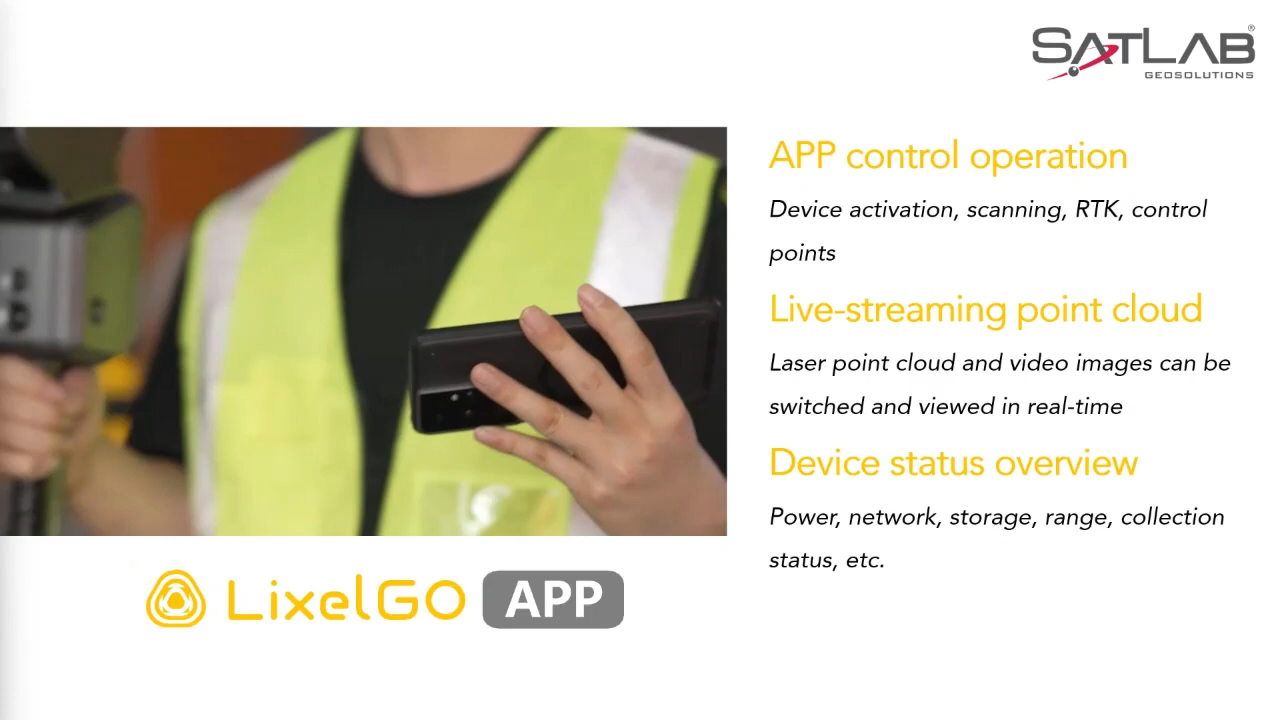 SATLAB®
GEOSOLUTIONS
APP control operation
Device activation, scanning, RTK, control
points
Live-streaming point cloud
Laser point cloud and video images can be
switched and viewed in real-time
Device status overview
Power, network, storage, range, collection
status, etc.
LixelGO APP